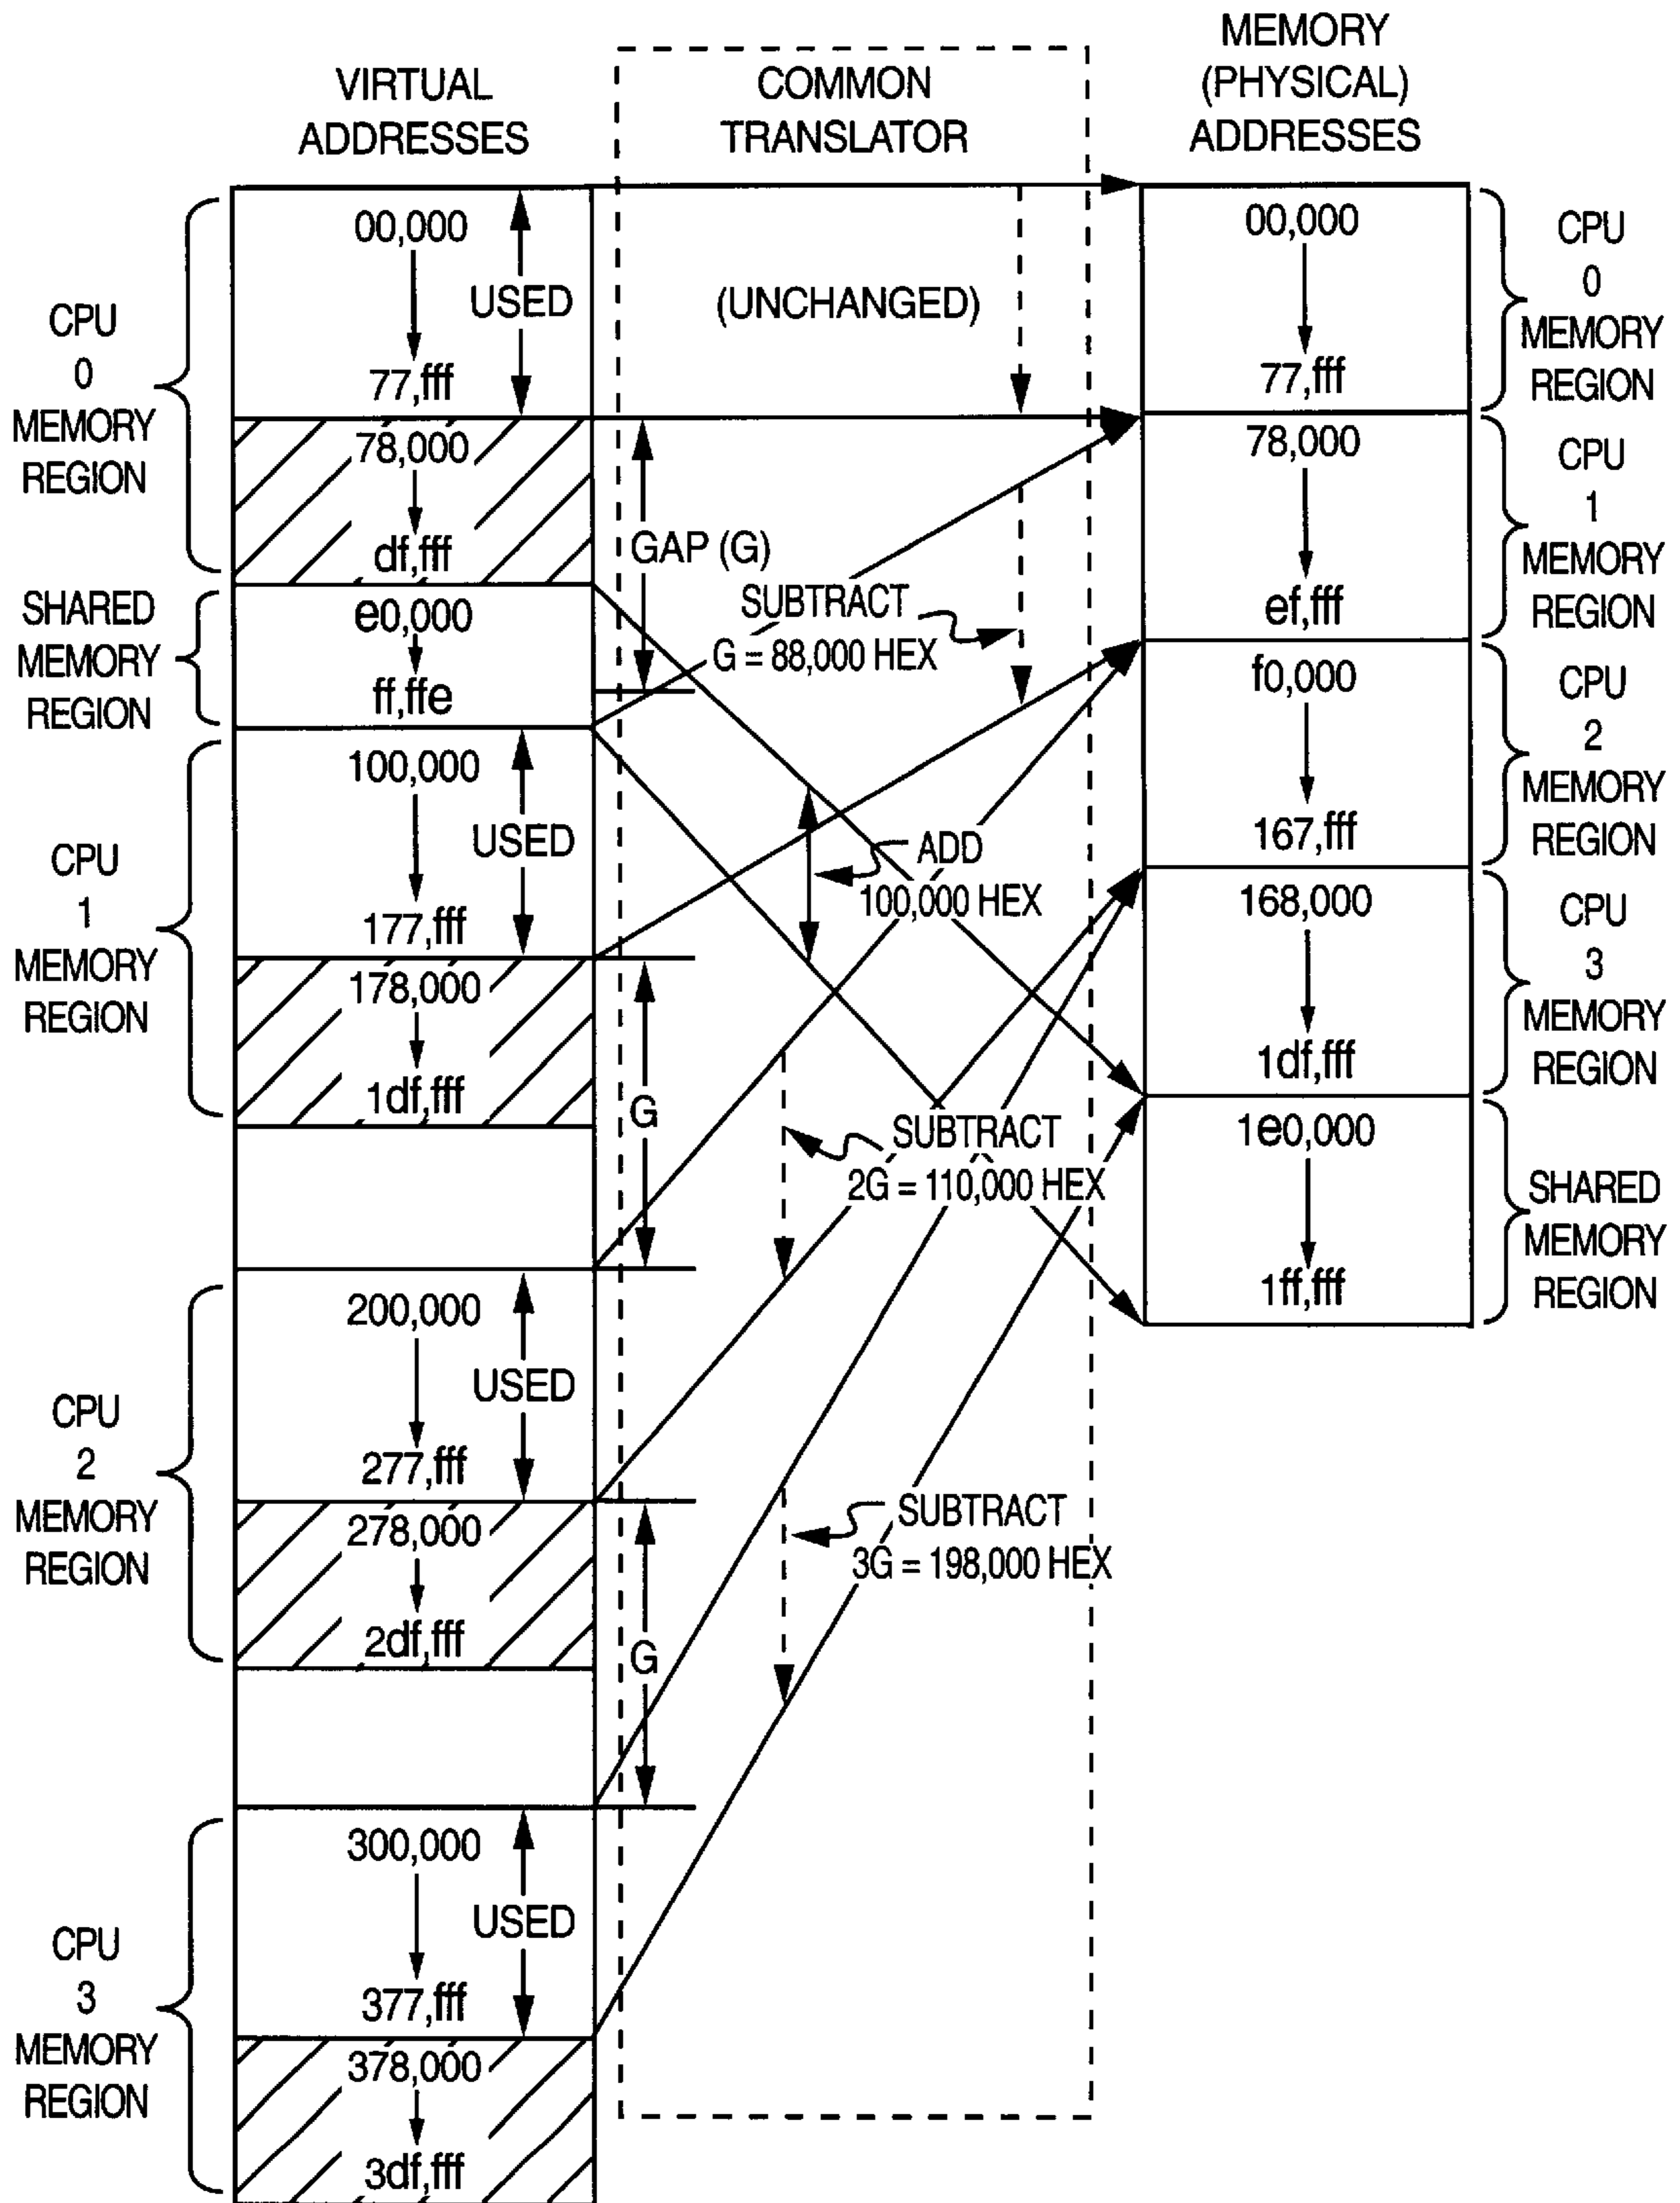 VIRTUAL
ADDRESSES
COMMON
TRANSLATOR
MEMORY
(PHYSICAL)
ADDRESSES
CPU
0
MEMORY
REGION
00,000
77,fff
USED
78,000
df,fff
SHARED
MEMORY
REGION
e0,000
ff,ffe
CPU
1
MEMORY
REGION
100,000
177,fff
USED
178,000
1df,fff
CPU
2
MEMORY
REGION
200,000
277,fff
USED
278,000
2df,fff
CPU
3
MEMORY
REGION
300,000
377,fff
USED
378,000
3df,fff
(UNCHANGED)
GAP (G)
SUBTRACT
G = 88,000 HEX
ADD
100,000 HEX
G
SUBTRACT
2G = 110,000 HEX
G
SUBTRACT
3G = 198,000 HEX
00,000
77,fff
CPU
0
MEMORY
REGION
78,000
ef,fff
CPU
1
MEMORY
REGION
f0,000
167,fff
CPU
2
MEMORY
REGION
168,000
1df,fff
CPU
3
MEMORY
REGION
1e0,000
1ff,fff
SHARED
MEMORY
REGION